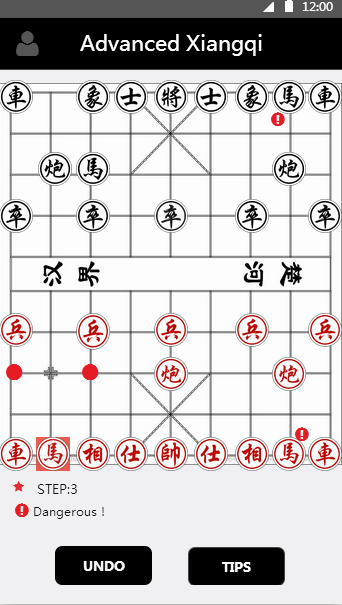 12:00
Advanced Xiangqi
車 象 士 將 士 象 馬 車
!
炮 馬 炮
卒 卒 卒 卒 卒
汉 界 河 楚
兵 兵 兵 兵 兵
炮 炮
!
車 馬 相 仕 帥 仕 相 馬 車
STEP:3
! Dangerous !
UNDO TIPS